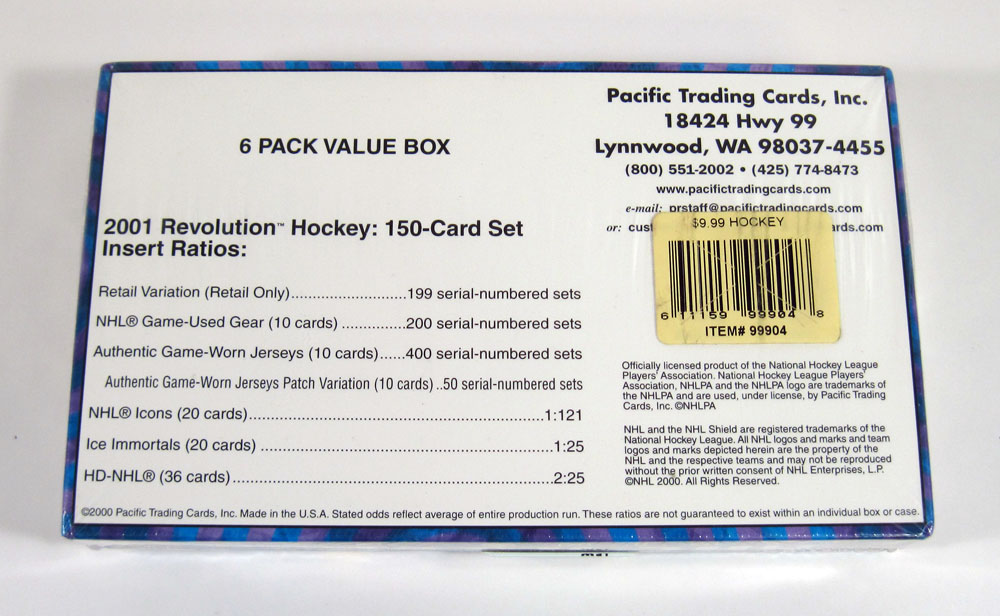 Pacific Trading Cards, Inc.
18424 Hwy 99
Lynnwood, WA 98037-4455
(800) 551-2002 • (425) 774-8473
www.pacifictradingcards.com
e-mail: prstaff@pacifictradingcards.com
or: cust
ards.com
$9.99 HOCKEY
6 11159 99904 8
ITEM# 99904
6 PACK VALUE BOX
2001 Revolution™ Hockey: 150-Card Set
Insert Ratios:
Retail Variation (Retail Only)..........................199 serial-numbered sets
NHL® Game-Used Gear (10 cards) ..............200 serial-numbered sets
Authentic Game-Worn Jerseys (10 cards)......400 serial-numbered sets
Authentic Game-Worn Jerseys Patch Variation (10 cards) ..50 serial-numbered sets
NHL® Icons (20 cards)....................................................................1:121
Ice Immortals (20 cards) ..................................................................1:25
HD-NHL® (36 cards)........................................................................2:25
Officially licensed product of the National Hockey League
Players' Association. National Hockey League Players'
Association, NHLPA and the NHLPA logo are trademarks of
the NHLPA and are used, under license, by Pacific Trading
Cards, Inc. ©NHLPA
NHL and the NHL Shield are registered trademarks of the
National Hockey League. All NHL logos and marks and team
logos and marks depicted herein are the property of the
NHL and the respective teams and may not be reproduced
without the prior written consent of NHL Enterprises, L.P.
©NHL 2000. All Rights Reserved.
©2000 Pacific Trading Cards, Inc. Made in the U.S.A. Stated odds reflect average of entire production run. These ratios are not guaranteed to exist within an individual box or case.